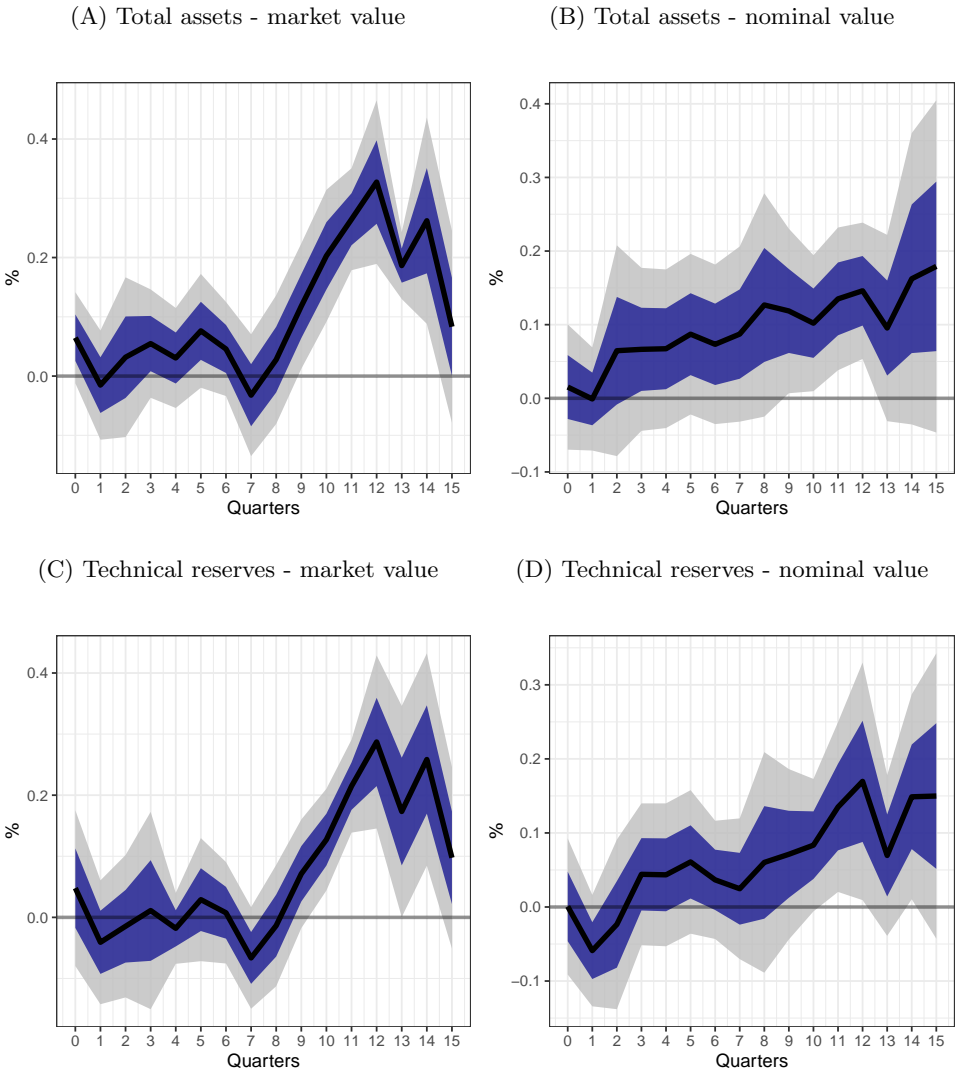 (A) Total assets - market value
(B) Total assets - nominal value
%
0.4
0.2
0.0
0 1 2 3 4 5 6 7 8 9 10 11 12 13 14 15
Quarters
%
0.4
0.3
0.2
0.1
0.0
−0.1
0 1 2 3 4 5 6 7 8 9 10 11 12 13 14 15
Quarters
(C) Technical reserves - market value
(D) Technical reserves - nominal value
%
0.4
0.2
0.0
0 1 2 3 4 5 6 7 8 9 10 11 12 13 14 15
Quarters
%
0.3
0.2
0.1
0.0
−0.1
0 1 2 3 4 5 6 7 8 9 10 11 12 13 14 15
Quarters